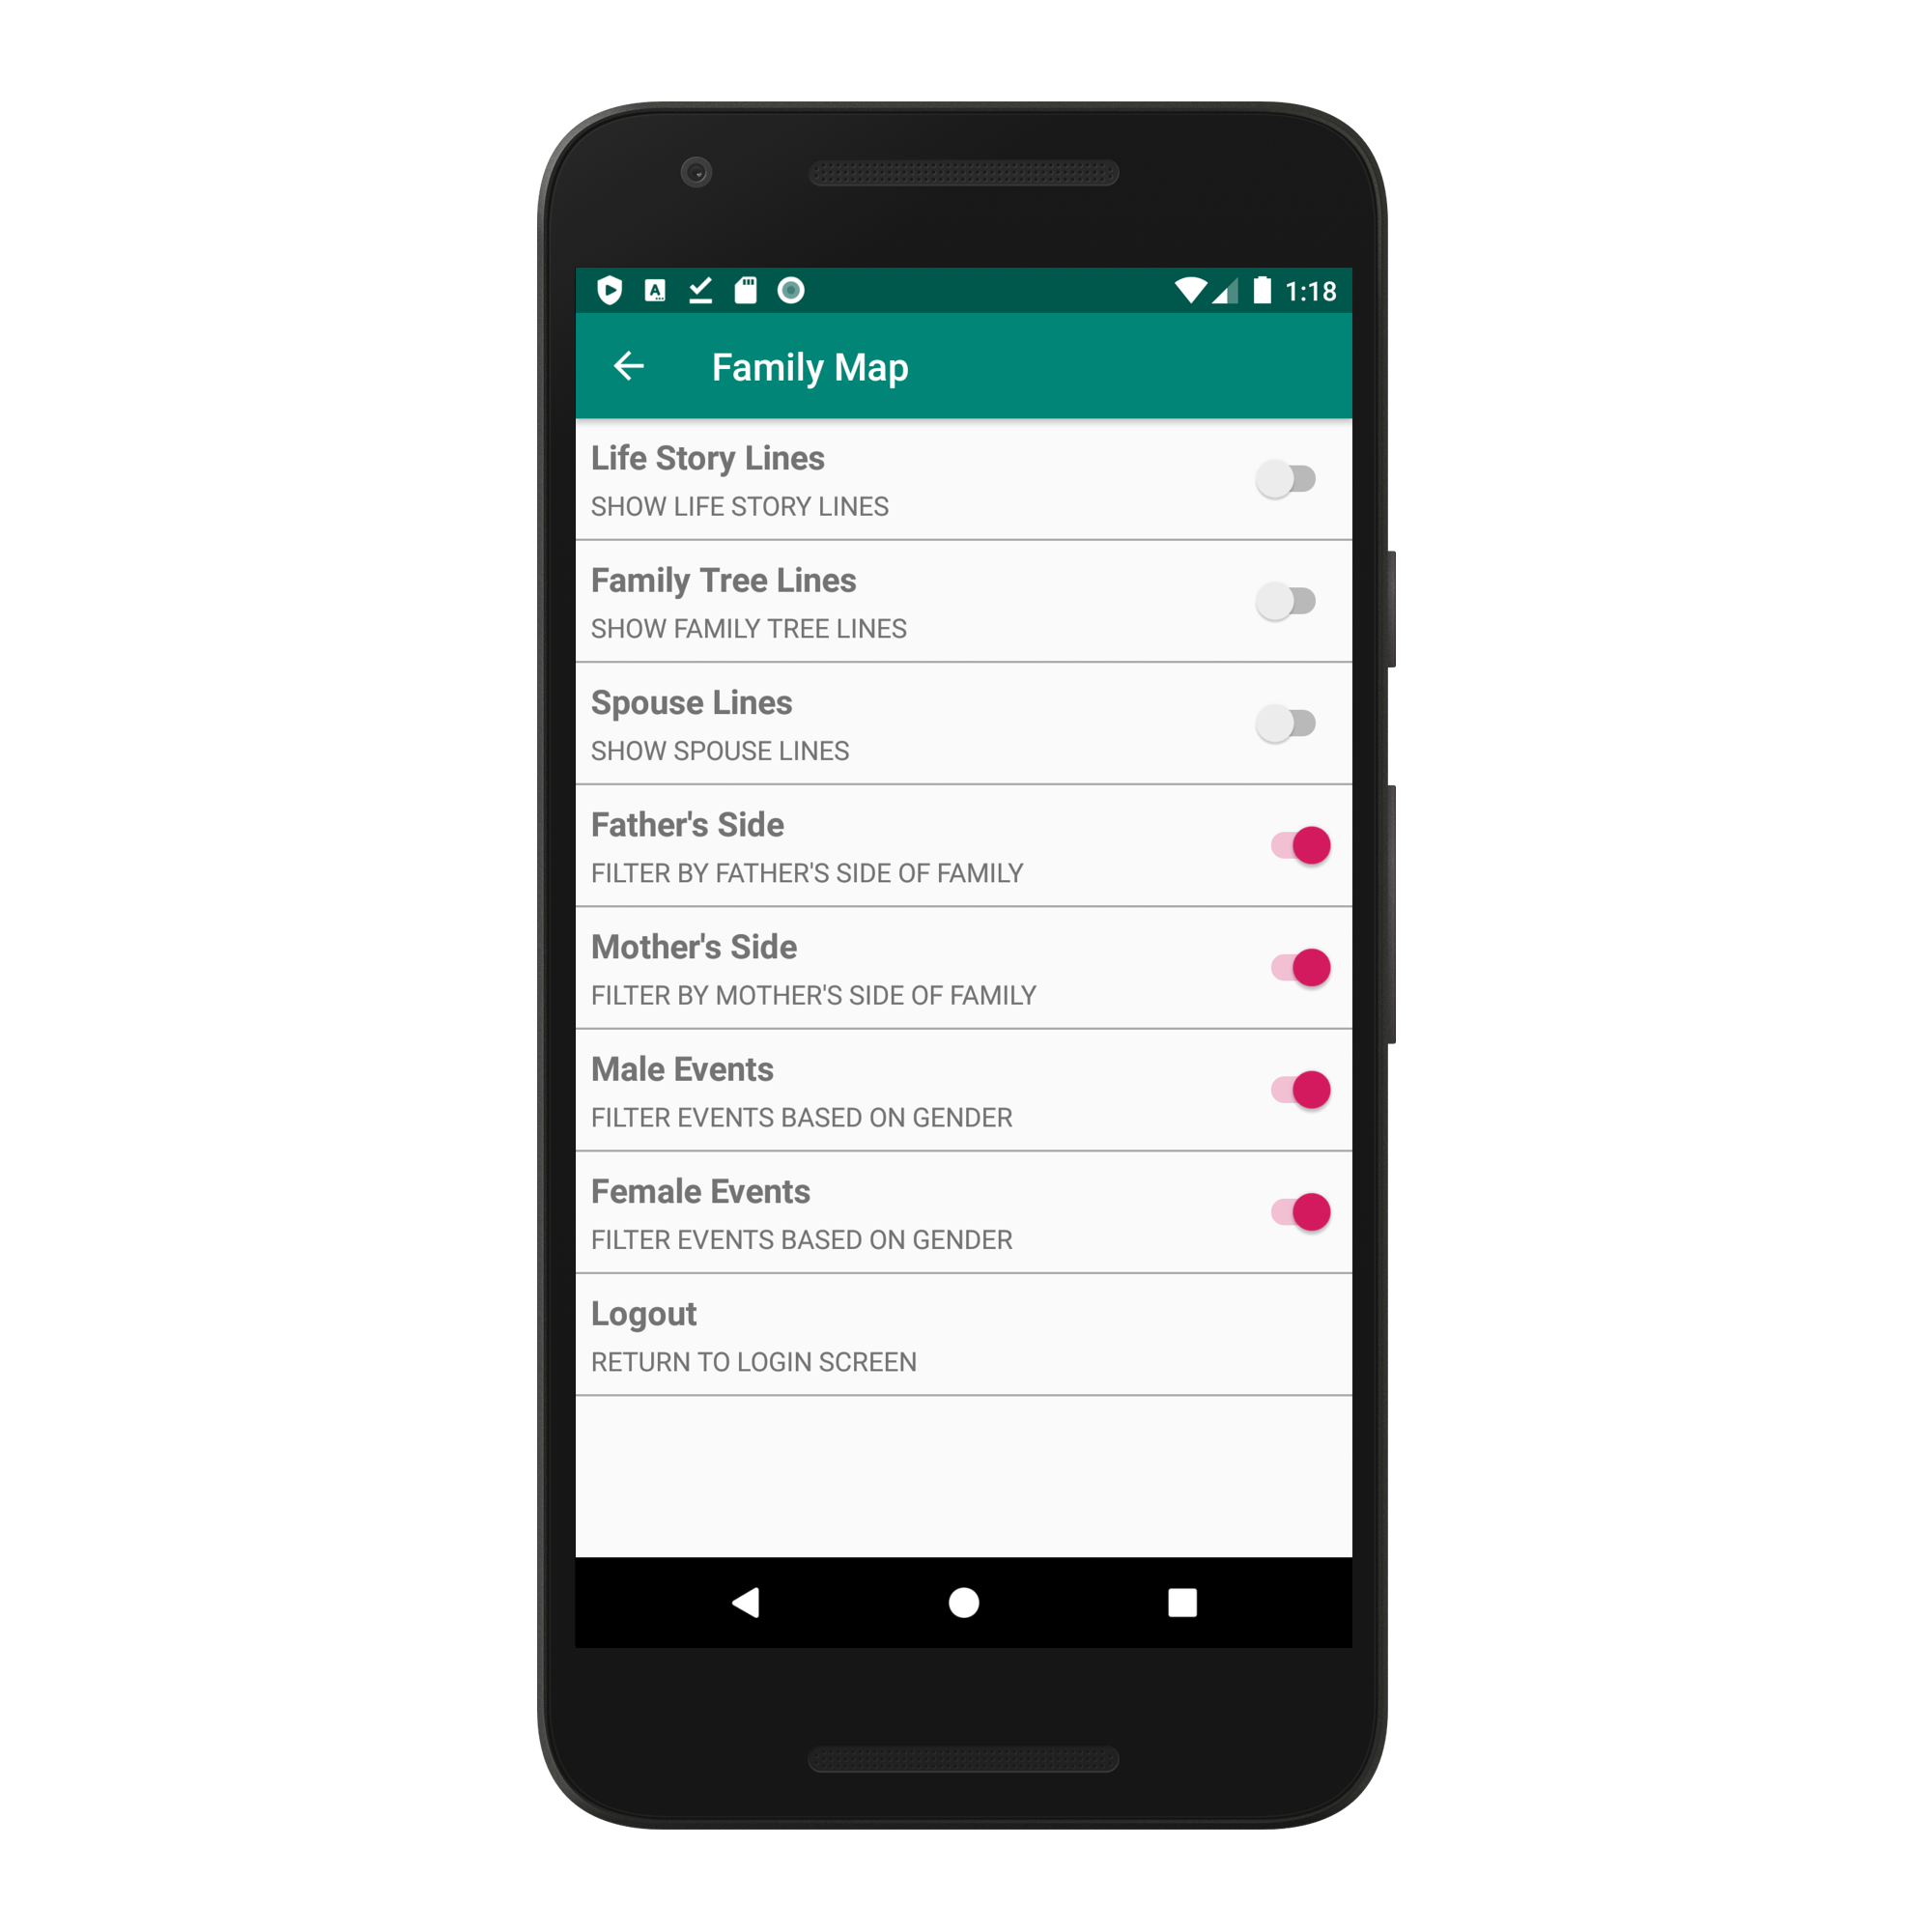 1:18
Family Map
Life Story Lines
SHOW LIFE STORY LINES
Family Tree Lines
SHOW FAMILY TREE LINES
Spouse Lines
SHOW SPOUSE LINES
Father's Side
FILTER BY FATHER'S SIDE OF FAMILY
Mother's Side
FILTER BY MOTHER'S SIDE OF FAMILY
Male Events
FILTER EVENTS BASED ON GENDER
Female Events
FILTER EVENTS BASED ON GENDER
Logout
RETURN TO LOGIN SCREEN